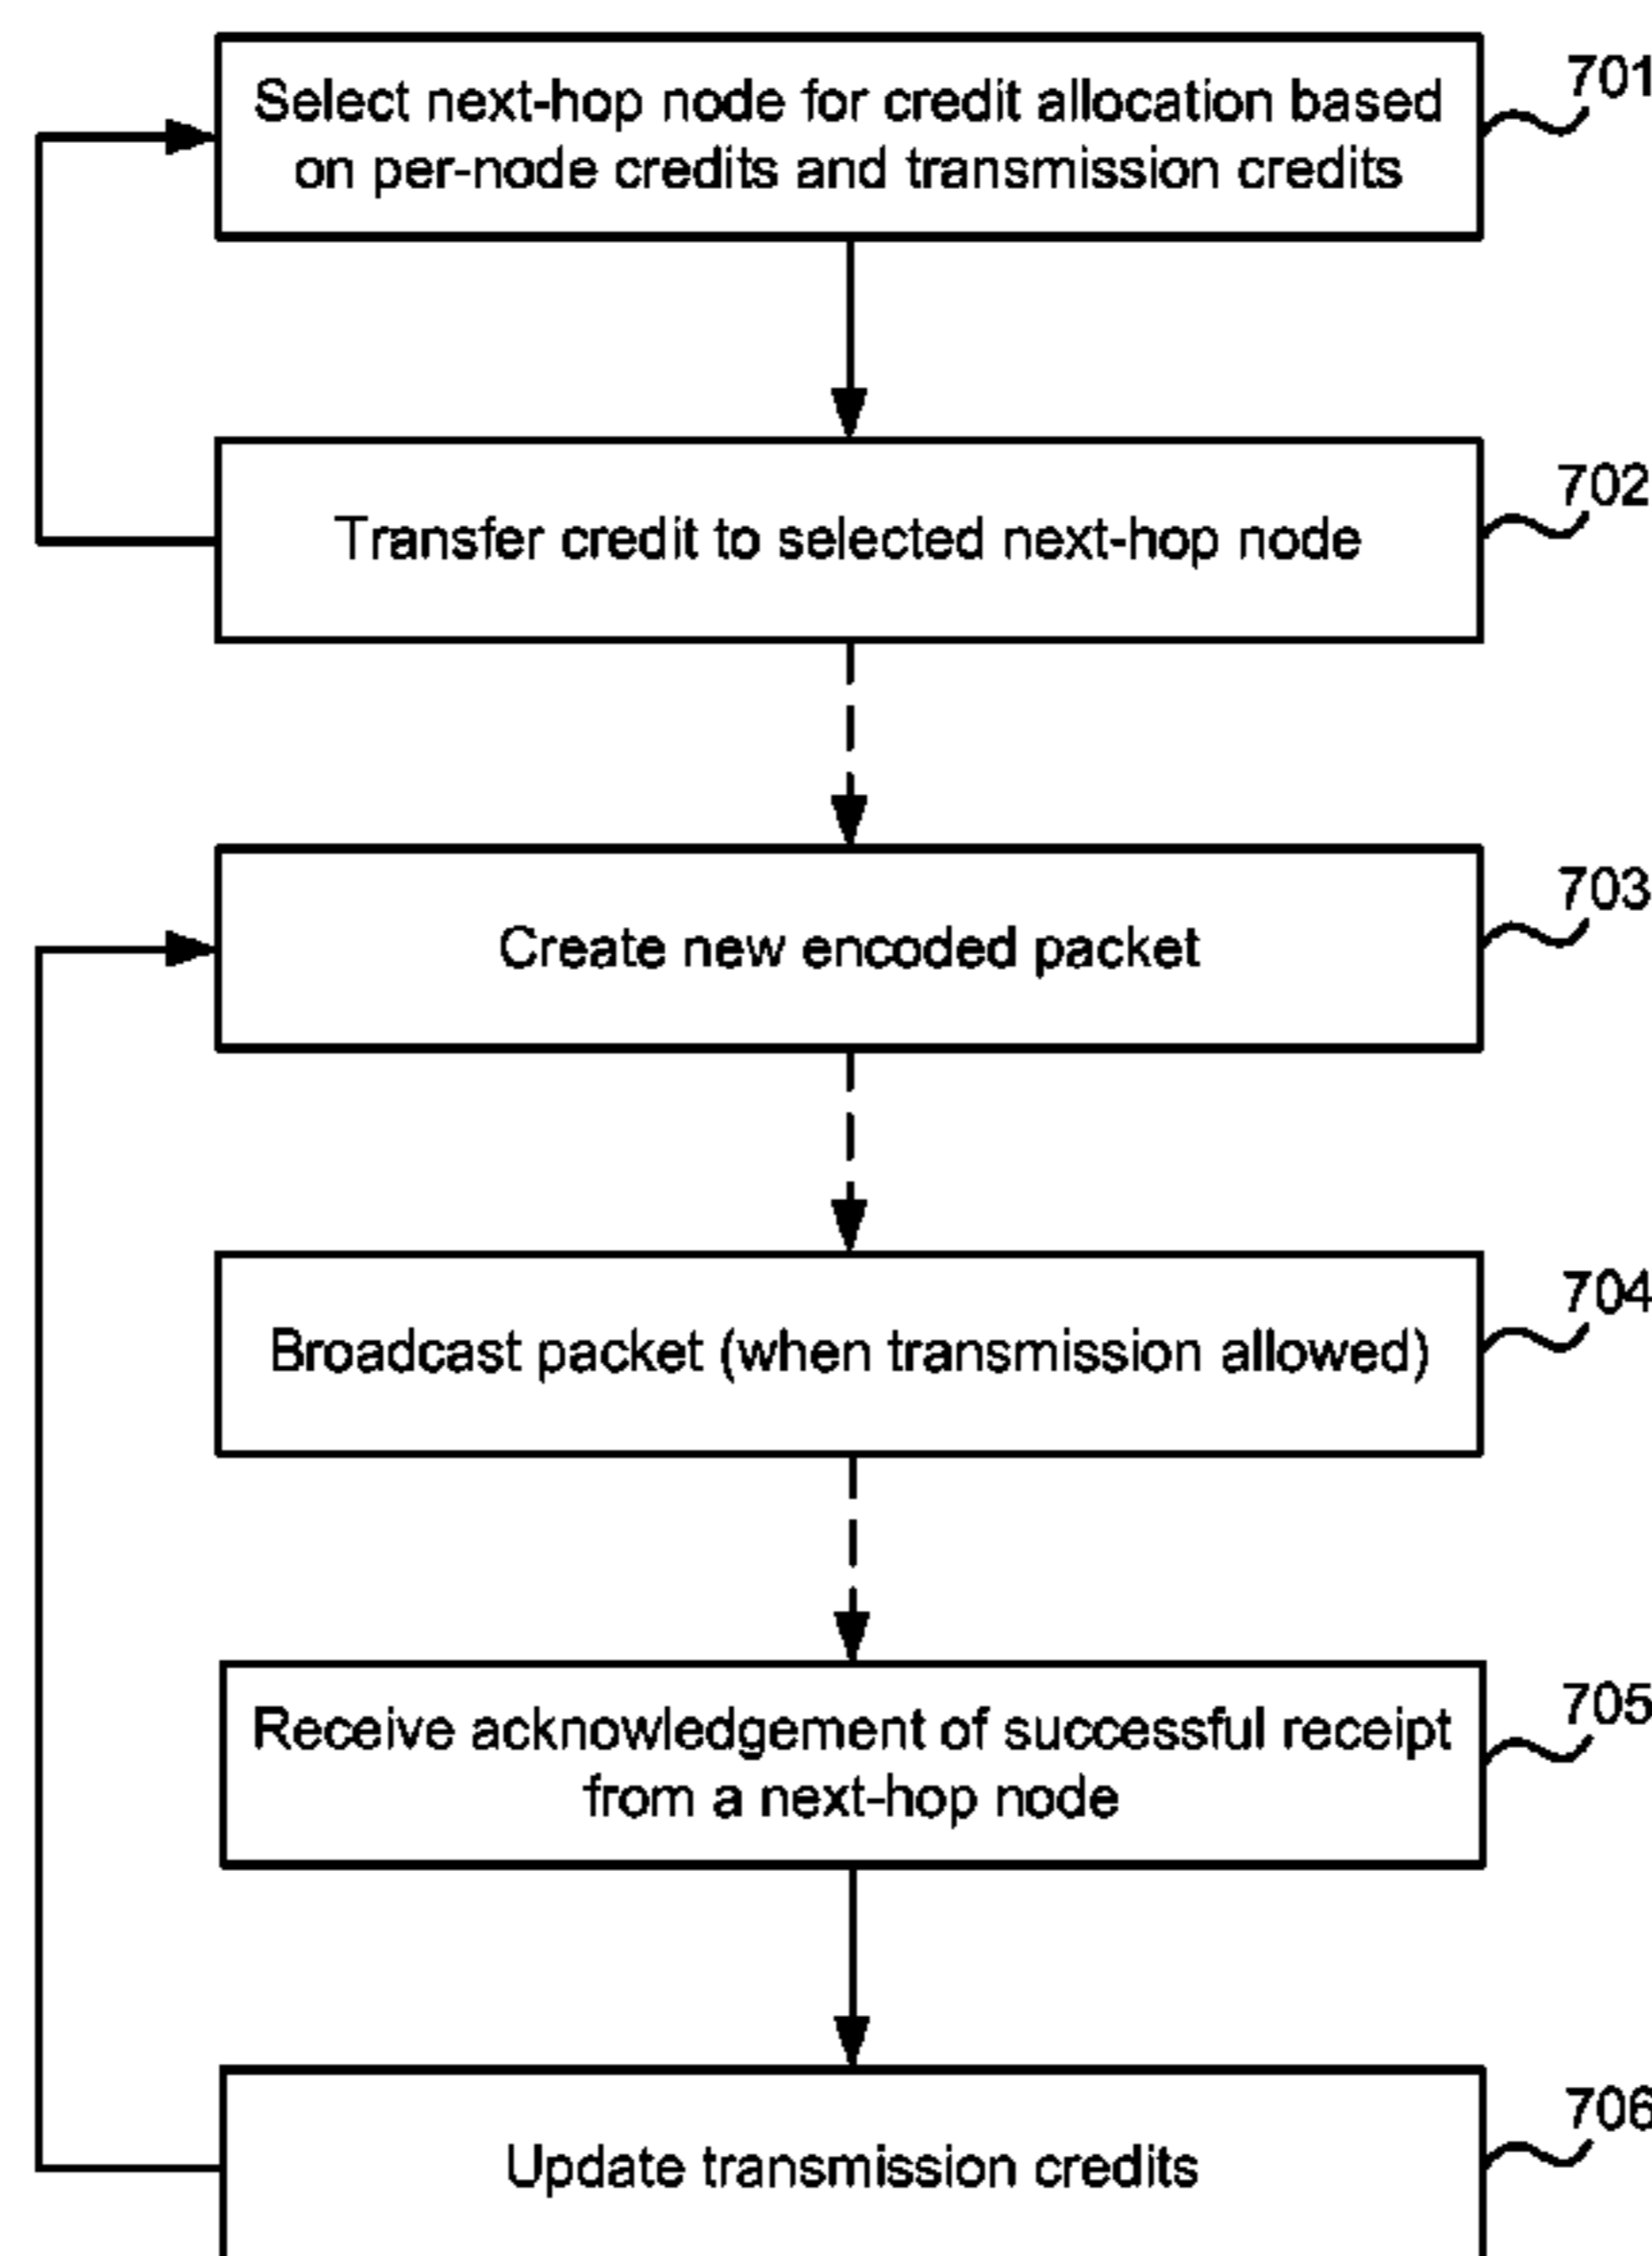 701
Select next-hop node for credit allocation based
on per-node credits and transmission credits
702
Transfer credit to selected next-hop node
703
Create new encoded packet
704
Broadcast packet (when transmission allowed)
705
Receive acknowledgement of successful receipt
from a next-hop node
706
Update transmission credits